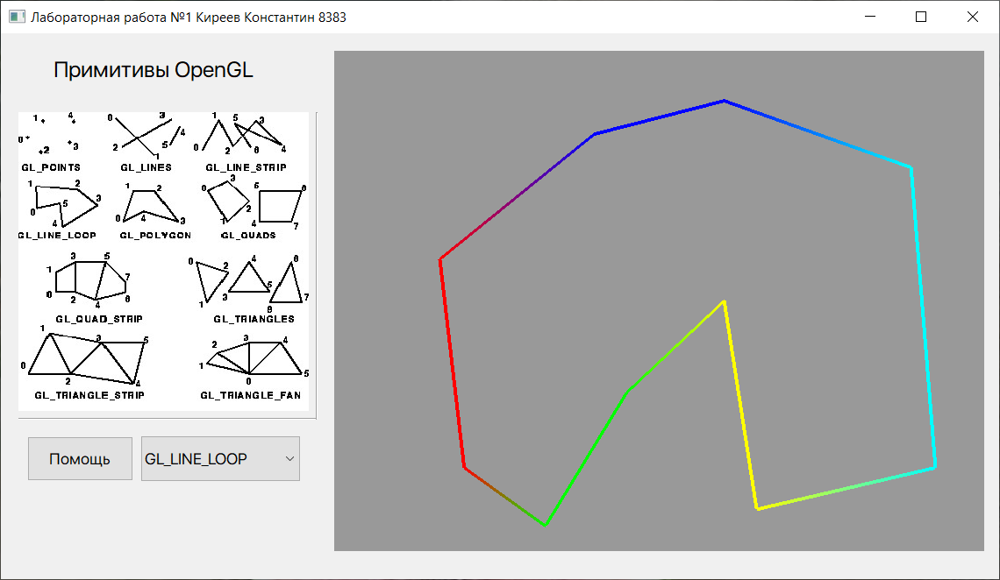 Лабораторная работа №1 Киреев Константин 8383
Примитивы OpenGL
1 4 0 3 1 5 3
0 3 2 5 4 0 2 6 4
2 1
GL_POINTS GL_LINES GL_LINE_STRIP
1 2 1 2 0 3 5 6
0 5 3 0 4 3 1 2 4 7
4
GL_LINE_LOOP GL_POLYGON GL_QUADS
3 5 0 2 4 6
1 7 3 5 7
0 2 4 6 1 6
GL_QUAD_STRIP GL_TRIANGLES
1 3 5 2 3 4
0 2 4 1 0 5
GL_TRIANGLE_STRIP GL_TRIANGLE_FAN
Помощь GL_LINE_LOOP